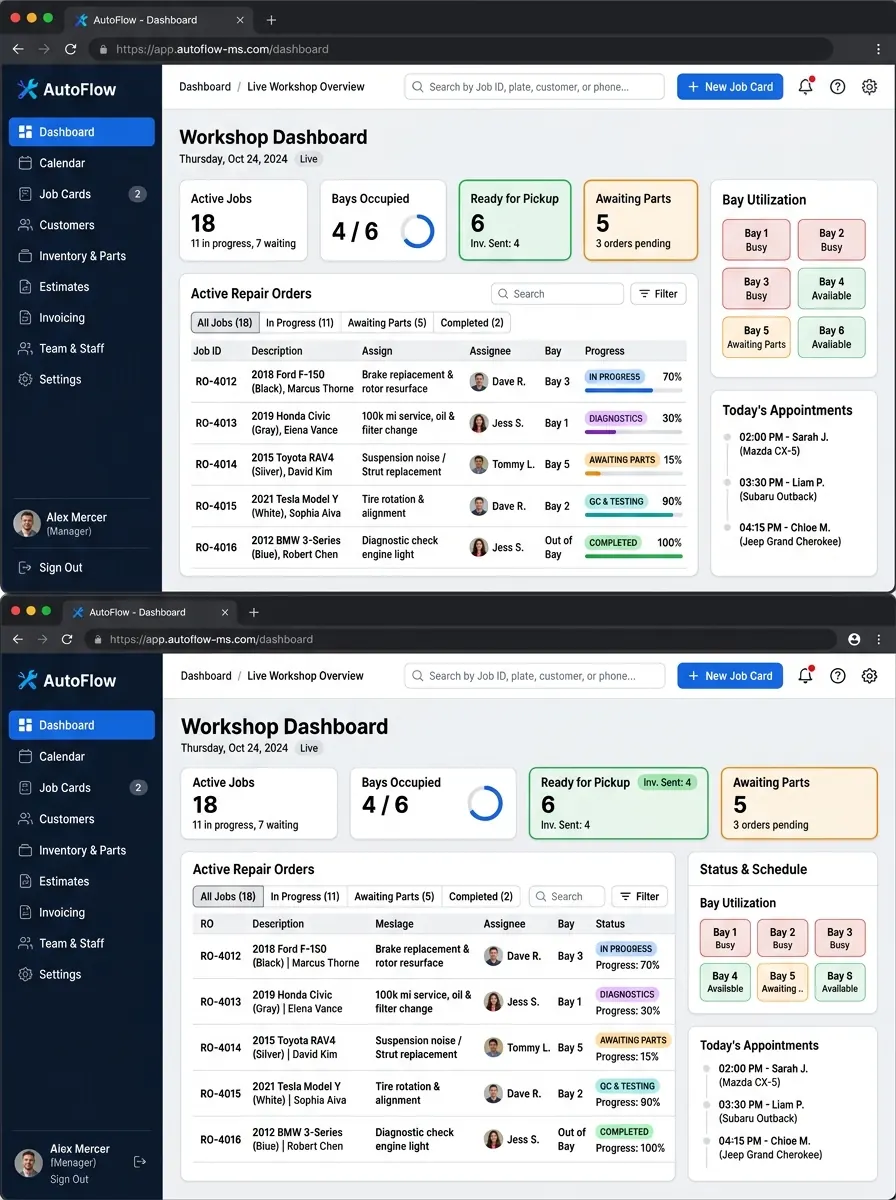 AutoFlow - Dashboard
https://app.autoflow-ms.com/dashboard
AutoFlow
Dashboard
Calendar
Job Cards 2
Customers
Inventory & Parts
Estimates
Invoicing
Team & Staff
Settings
Alex Mercer
(Manager)
Sign Out
Dashboard / Live Workshop Overview
Search by Job ID, plate, customer, or phone...
+ New Job Card
Workshop Dashboard
Thursday, Oct 24, 2024 Live
Active Jobs
18
11 in progress, 7 waiting
Bays Occupied
4 / 6
Ready for Pickup
6
Inv. Sent: 4
Awaiting Parts
5
3 orders pending
Active Repair Orders
Search
Filter
All Jobs (18) In Progress (11) Awaiting Parts (5) Completed (2)
Job ID Description Assign Assignee Bay Progress
RO-4012 2018 Ford F-150 (Black), Marcus Thorne Brake replacement & rotor resurface Dave R. Bay 3 IN PROGRESS 70%
RO-4013 2019 Honda Civic (Gray), Eiena Vance 100k mi service, oil & filter change Jess S. Bay 1 DIAGNOSTICS 30%
RO-4014 2015 Toyota RAV4 (Siiver), David Kim Suspension noise / Strut replacement Tommy L. Bay 5 AWAITING PARTS 15%
RO-4015 2021 Tesla Model Y (White), Sophia Aiva Tire rotation & alignment Dave R. Bay 2 GC & TESTING 90%
RO-4016 2012 BMW 3-Series (Biue), Robert Chen Diagnostic check engine light Jess S. Out of Bay COMPLETED 100%
Bay Utilization
Bay 1
Busy
Bay 2
Busy
Bay 3
Busy
Bay 4
Available
Bay 5
Awaiting Parts
Bay 6
Avaliable
Today's Appointments
02:00 PM - Sarah J.
(Mazda CX-5)
03:30 PM - Liam P.
(Subaru Outback)
04:15 PM - Chloe M.
(Jeep Grand Cherokee)
AutoFlow - Dashboard
https://app.autoflow-ms.com/dashboard
AutoFlow
Dashboard
Calendar
Job Cards 2
Customers
Inventory & Parts
Estimates
Invoicing
Team & Staff
Settings
Alex Mercer
fMenager)
Sign Out
Dashboard / Live Workshop Overview
Search by Job ID, plate, customer, or phone...
+ New Job Card
Workshop Dashboard
Thursday, Oct 24, 2024 Live
Active Jobs
18
11 in progress, 7 waiting
Bays Occupied
4 / 6
Ready for Pickup Inv. Sent: 4
6
Inv. Sent: 4
Awaiting Parts
5
3 orders pending
Active Repair Orders
All Jobs (18) In Progress (11) Awaiting Parts (5) Completed (2) Search Filter
RO Description Meslage Assignee Bay Status
RO-4012 2018 Ford F-1S0 (Black) | Marcus Thorne Brake replacement & rotor resurface Dave R. Bay 3 IN PROGRESS Progress: 70%
RO-4013 2019 Honda Civic (Gray) | Elena Vance 100k mi service, oil & filter change Jess S. Bay 1 DIAGNOSTICS Progress: 30%
RO-4014 2015 Toyota RAV4 (Silver) | David Kim Suspension noise / Strut replacement Tommy L. Bay 5 AWAITING PARTS Progress: 15%
RO-4015 2021 Tesla Model Y (White) | Sophia Aiva Tire rotation & alignment Dave R. Bay 2 QC & TESTING Progress: 90%
RO-4016 2012 BMW 3-Series (Biue) | Robert Chen Diagnostic check engine light Jess S. Out of Bay COMPLETED Progress: 100%
Status & Schedule
Bay Utilization
Bay 1
Busy
Bay 2
Busy
Bay 3
Busy
Bay 4
Availsble
Bay 5
Awaiting ..
Bay S
Available
Today's Appointments
02:00 PM - Sarah J.
(Mazda CX-5)
03:30 PM - Liam P.
(Subaru Outback)
04:15 PM - Chioe M.
(Jeep Grand Cherokee)